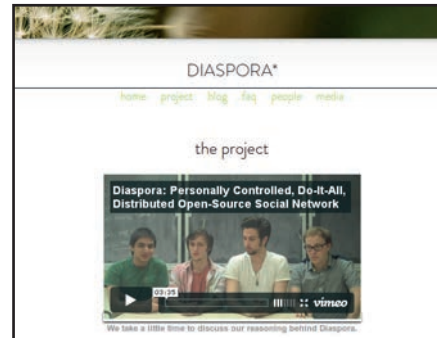 DIASPORA*
home project blog faq people media
the project
Diaspora: Personally Controlled, Do-It-All,
Distributed Open-Source Social Network
03:35
vimeo
We take a little time to discuss our reasoning behind Diaspora.